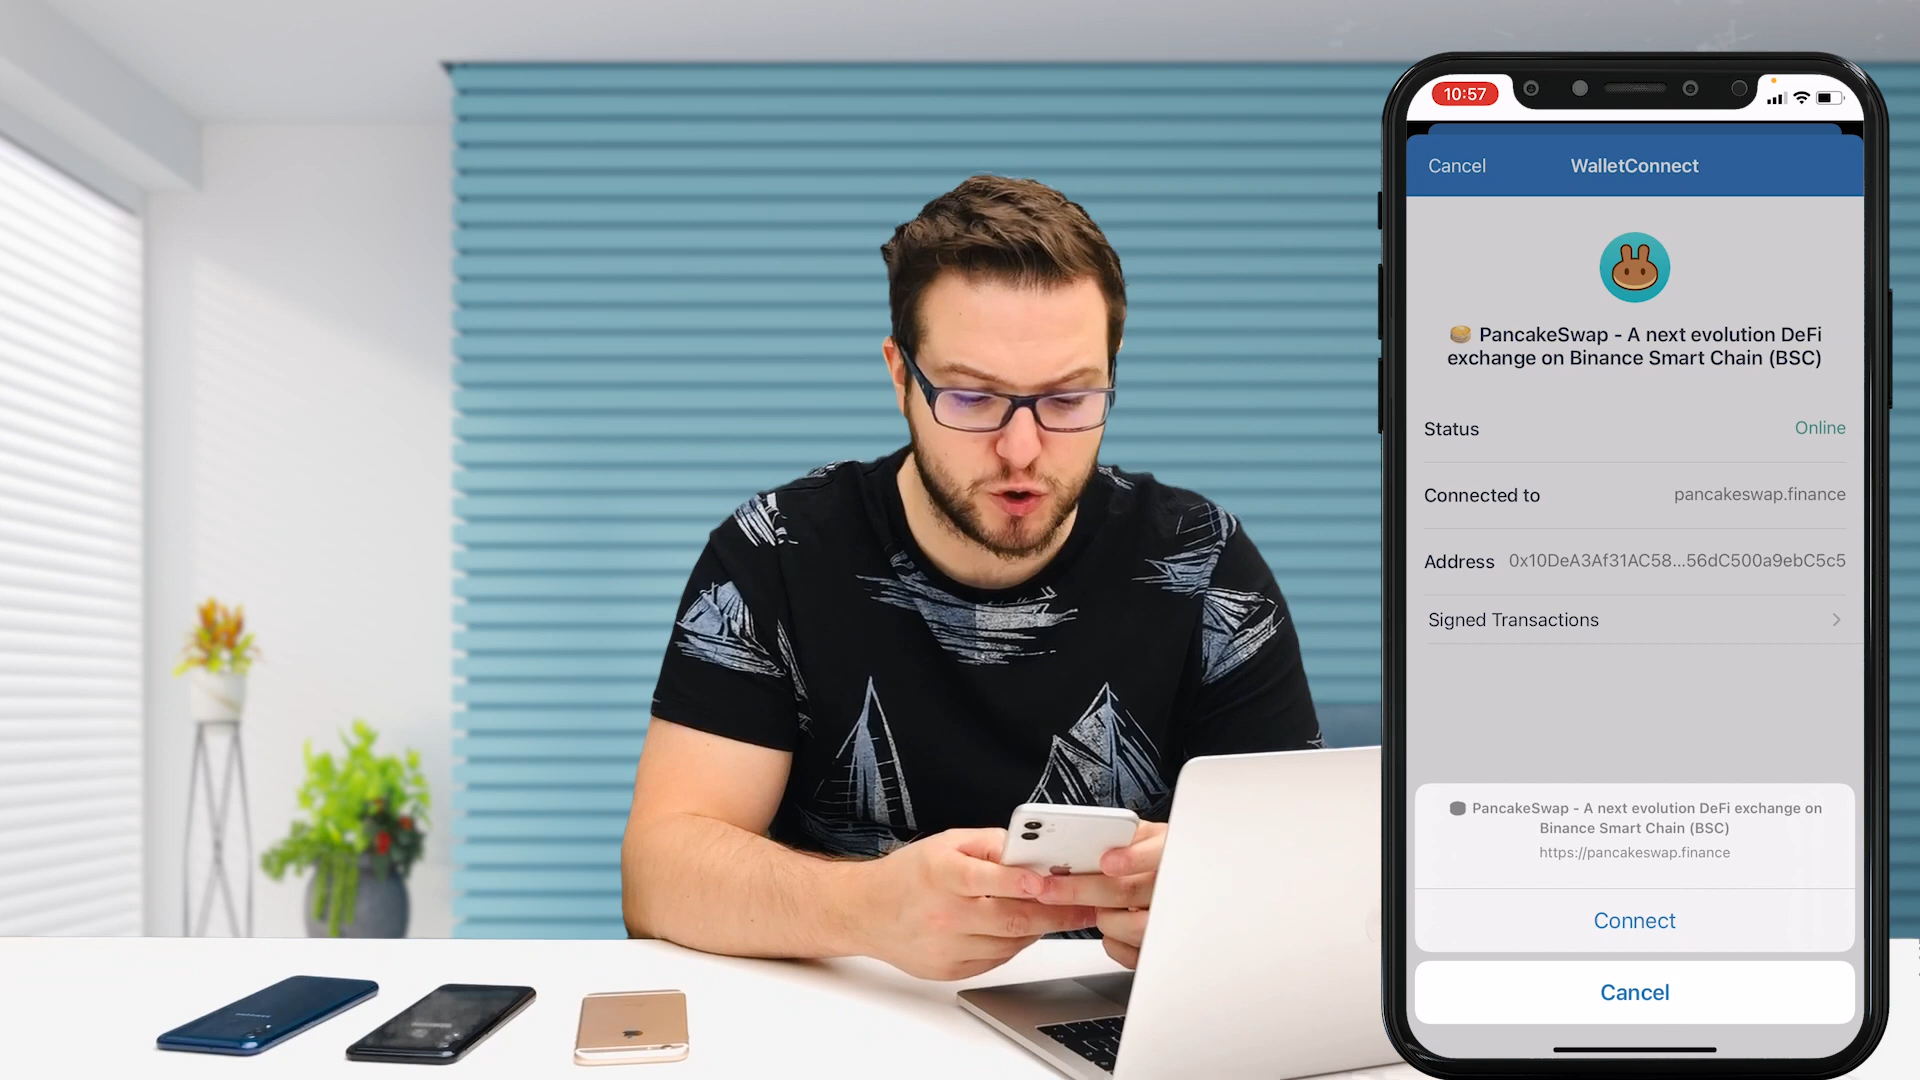 10:57
Cancel
WalletConnect
PancakeSwap - A next evolution DeFi
exchange on Binance Smart Chain (BSC)
Status
Online
Connected to
pancakeswap.finance
Address
0x10DeA3Af31AC58...56dC500a9ebC5c5
Signed Transactions
PancakeSwap - A next evolution DeFi exchange on
Binance Smart Chain (BSC)
https://pancakeswap.finance
Connect
Cancel